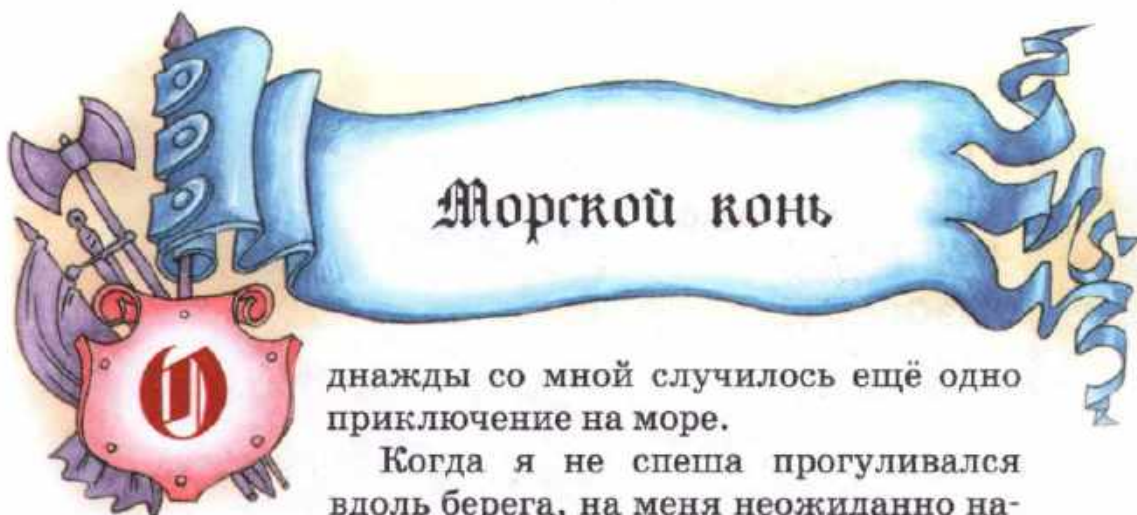 Морской конь
Однажды со мной случилось ещё одно
приключение на море.
Когда я не спеша прогуливался
вдоль берега, на меня неожиданно на-